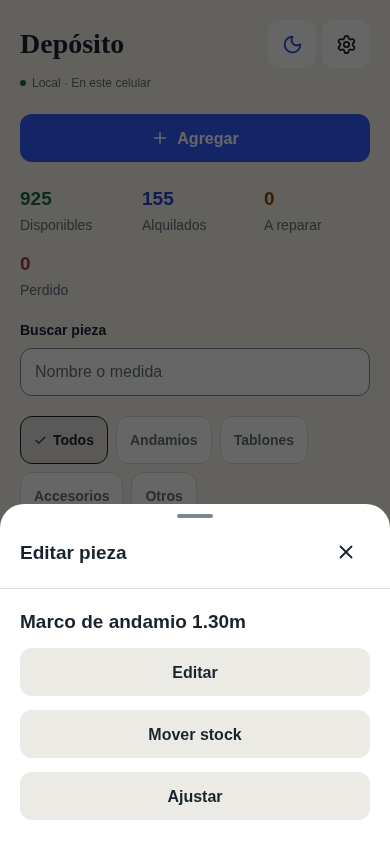 Depósito
Local · En este celular
Agregar
925 155 0
Disponibles Alquilados A reparar
0
Perdido
Buscar pieza
Nombre o medida
Todos Andamios Tablones
Accesorios Otros
Editar pieza
Marco de andamio 1.30m
Editar
Mover stock
Ajustar